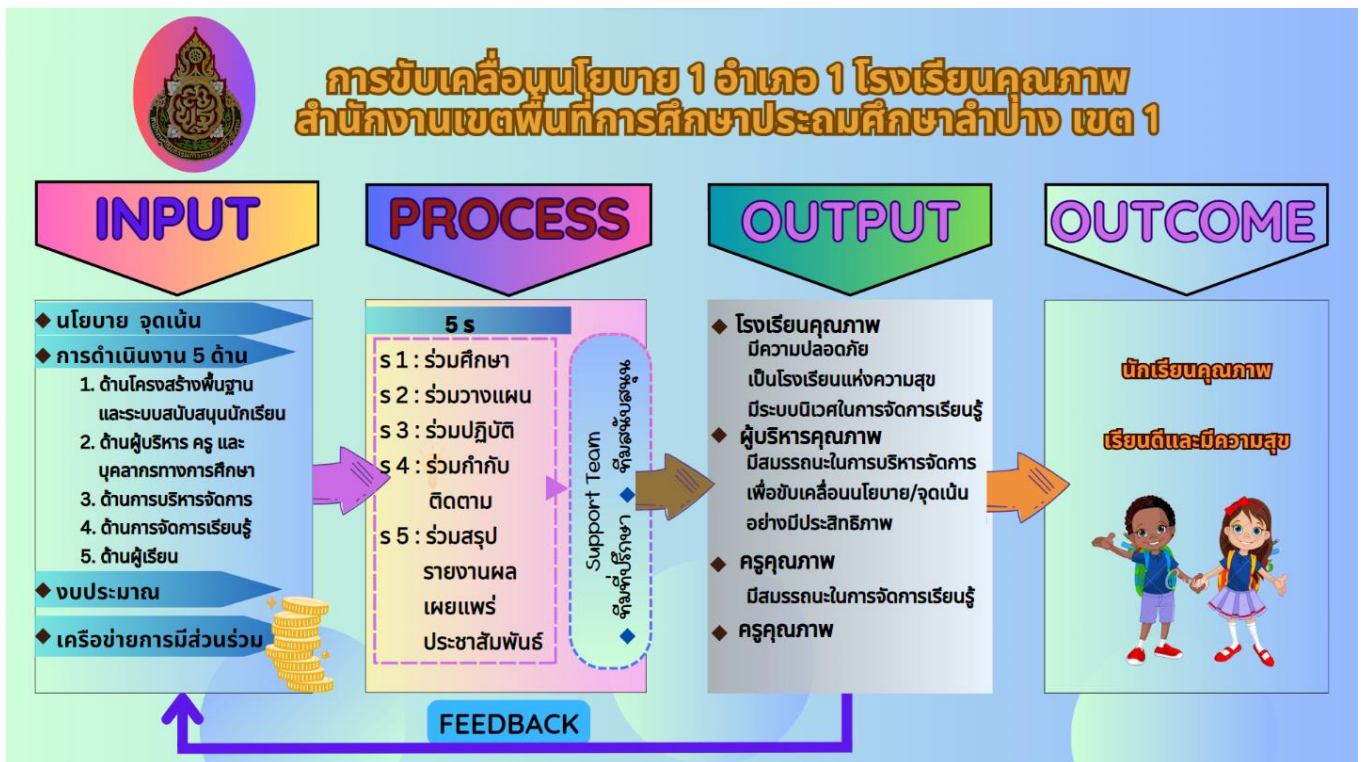 การขับเคลื่อนนโยบาย 1 อำเภอ 1 โรงเรียนคุณภาพ
สำนักงานเขตพื้นที่การศึกษาประถมศึกษาลำปาง เขต 1
INPUT
นโยบาย จุดเน้น
การดำเนินงาน 5 ด้าน
1. ด้านโครงสร้างพื้นฐาน
และระบบสนับสนุนนักเรียน
2. ด้านผู้บริหาร ครู และ
บุคลากรทางการศึกษา
3. ด้านการบริหารจัดการ
4. ด้านการจัดการเรียนรู้
5. ด้านผู้เรียน
งบประมาณ
เครือข่ายการมีส่วนร่วม
PROCESS
5 ร
ร 1 : ร่วมศึกษา
ร 2 : ร่วมวางแผน
ร 3 : ร่วมปฏิบัติ
ร 4 : ร่วมกำกับ
ติดตาม
ร 5 : ร่วมสรุป
รายงานผล
เผยแพร่
ประชาสัมพันธ์
Support Team
ทีมที่ปรึกษา ทีมสนับสนุน
OUTPUT
โรงเรียนคุณภาพ
มีความปลอดภัย
เป็นโรงเรียนแห่งความสุข
มีระบบนิเวศในการจัดการเรียนรู้
ผู้บริหารคุณภาพ
มีสมรรถนะในการบริหารจัดการ
เพื่อขับเคลื่อนนโยบาย/จุดเน้น
อย่างมีประสิทธิภาพ
ครูคุณภาพ
มีสมรรถนะในการจัดการเรียนรู้
ครูคุณภาพ
OUTCOME
นักเรียนคุณภาพ
เรียนดีและมีความสุข
FEEDBACK